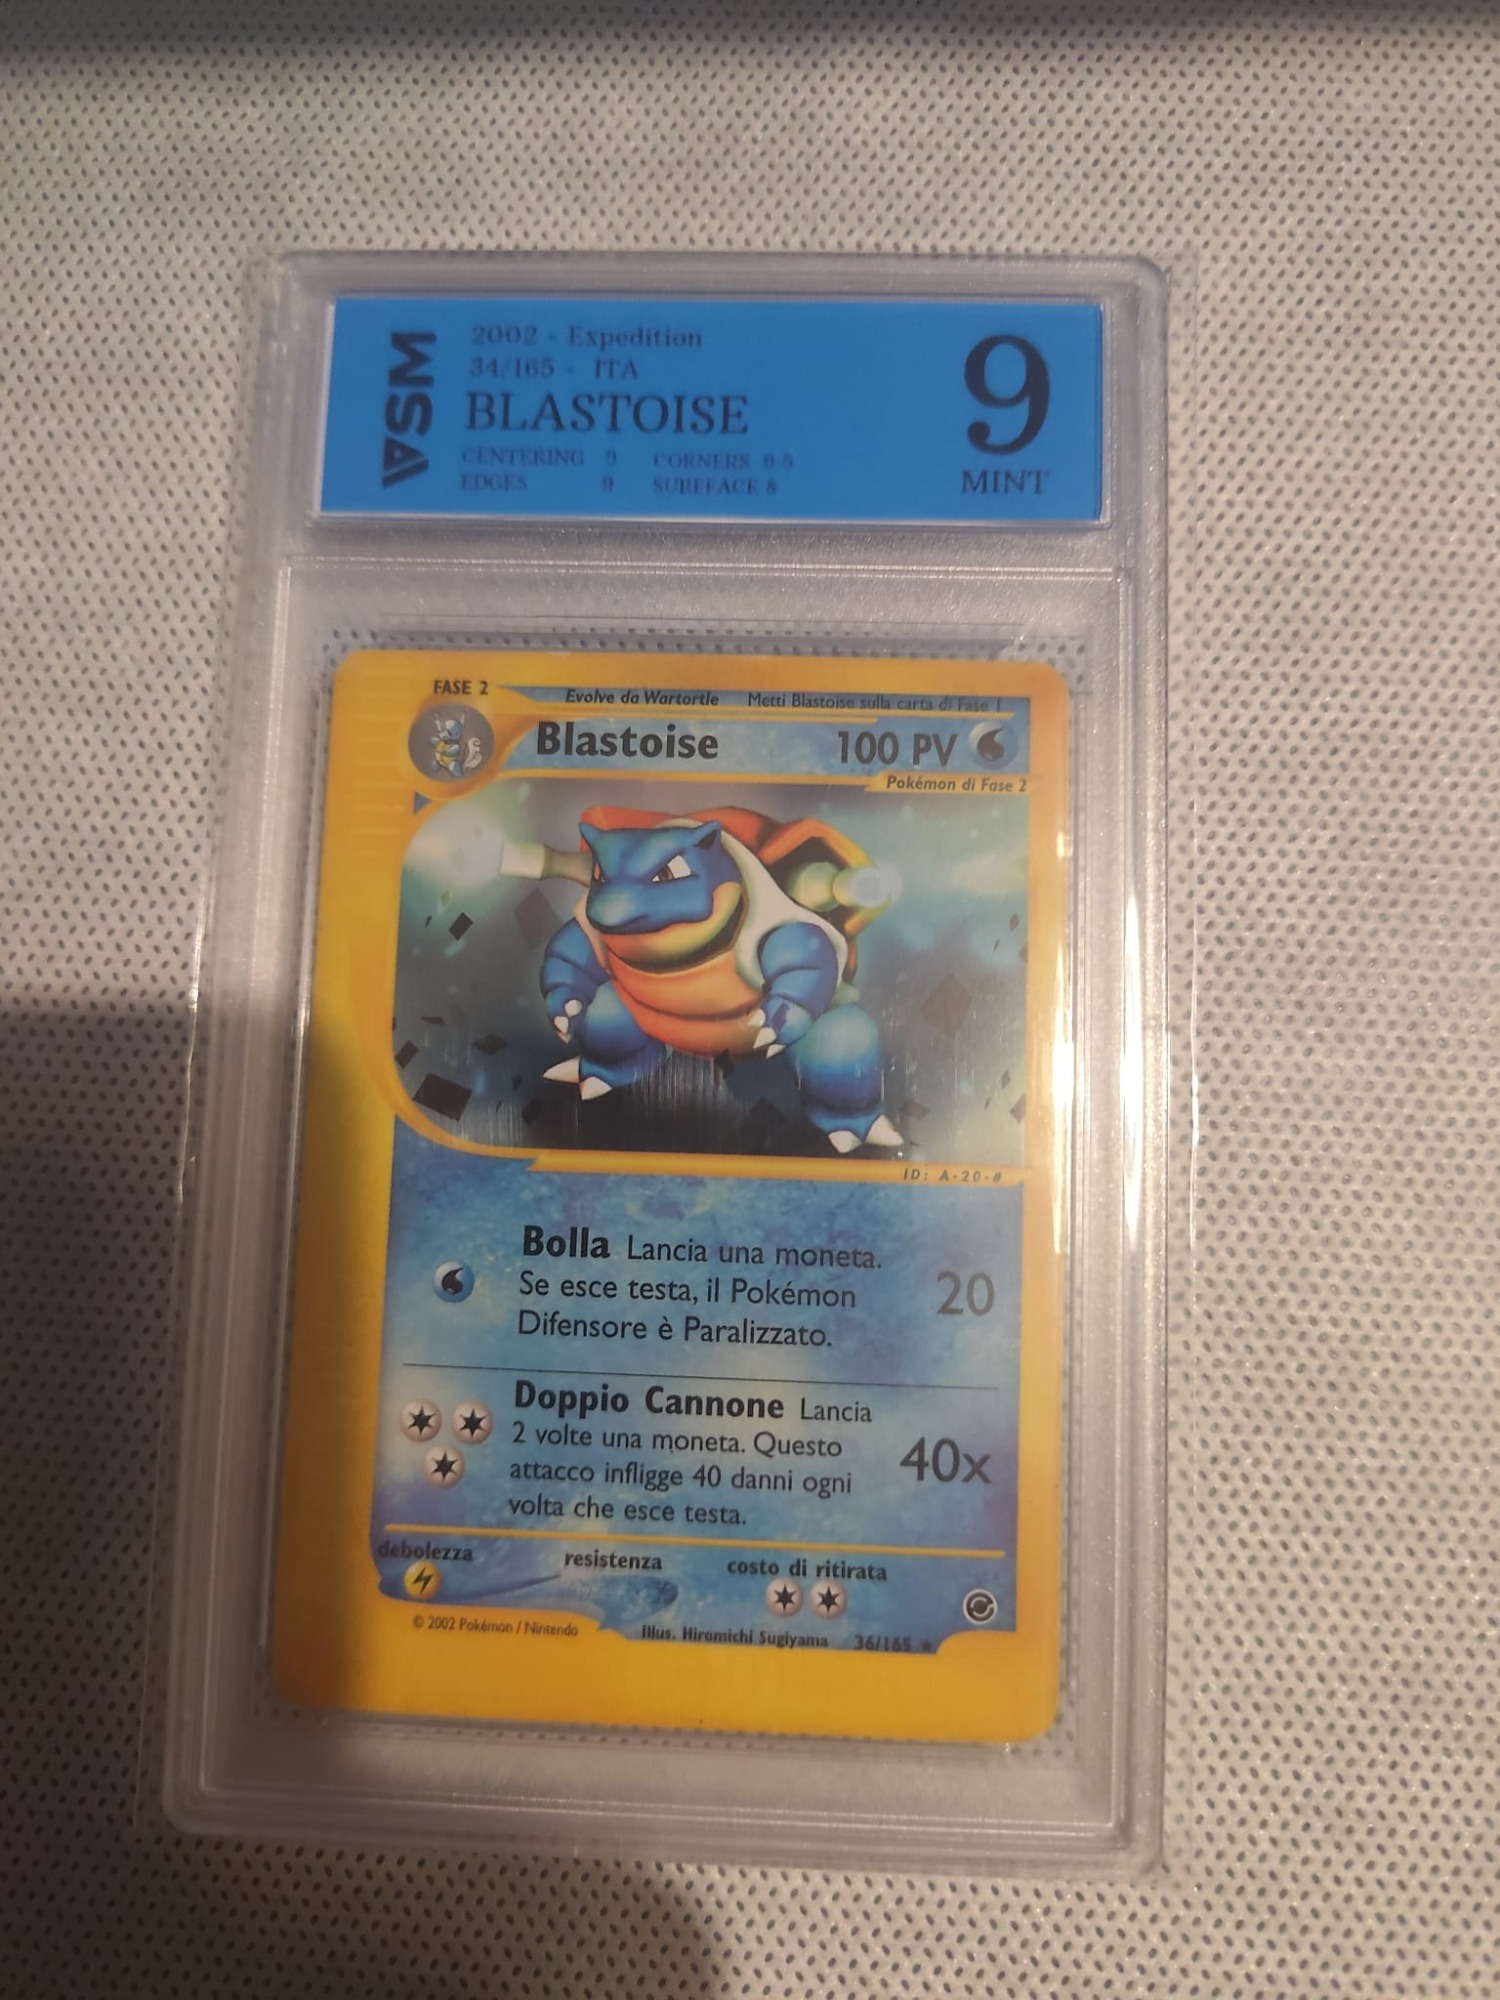 VSM
2002 - Expedition
34/165 - ITA
BLASTOISE
CENTERING 9 CORNERS 9.5
EDGES 9 SURFFACE 8
9
MINT
FASE 2
Evolve da Wartortle Metti Blastoise sulla carta di Fase 1
Blastoise 100 PV
Pokémon di Fase 2
ID: A-20-#
Bolla Lancia una moneta.
Se esce testa, il Pokémon
Difensore è Paralizzato.
20
Doppio Cannone Lancia
2 volte una moneta. Questo
attacco infligge 40 danni ogni
volta che esce testa.
40x
debolezza resistenza costo di ritirata
© 2002 Pokémon / Nintendo Illus. Hiromichi Sugiyama 36/165 ★